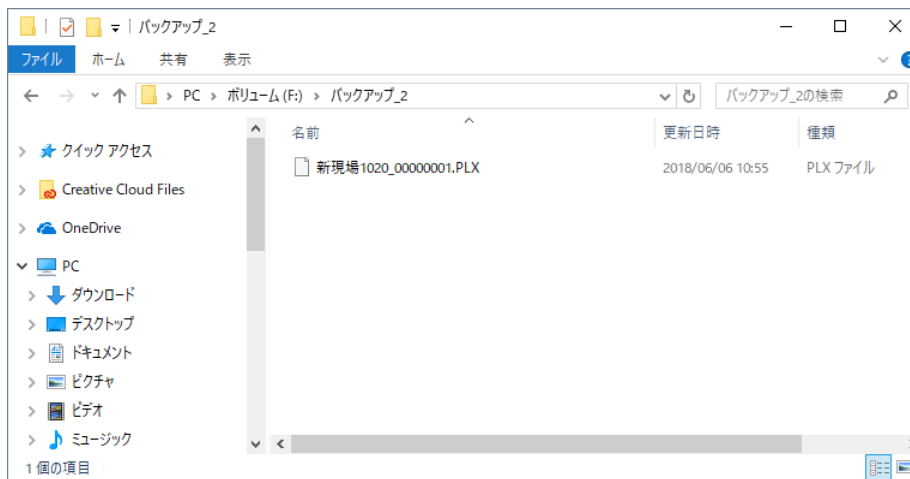 バックアップ_2
ファイル ホーム 共有 表示
PC ボリューム (F:) バックアップ_2 バックアップ_2の検索
名前 更新日時 種類
新現場1020_00000001.PLX 2018/06/06 10:55 PLX ファイル
クイック アクセス
Creative Cloud Files
OneDrive
PC
ダウンロード
デスクトップ
ドキュメント
ピクチャ
ビデオ
ミュージック
1 個の項目